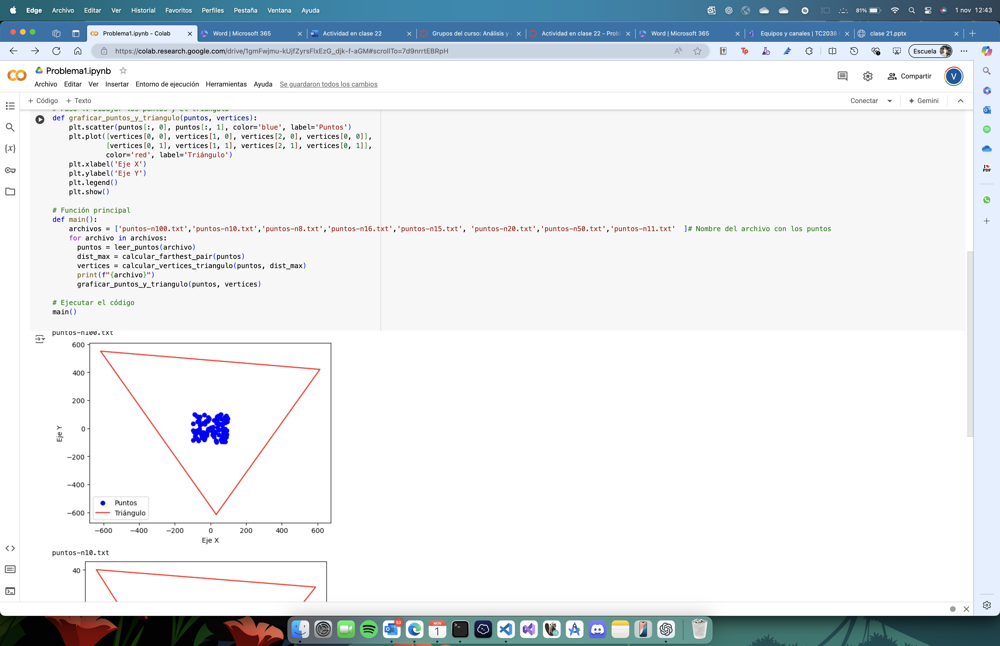 Edge Archivo Editar Ver Historial Favoritos Perfiles Pestaña Ventana Ayuda 81% 1 nov 12:43
Problema1.ipynb - Colab Word | Microsoft 365 Actividad en clase 22 Grupos del curso: Análisis y Actividad en clase 22 - Prob Word | Microsoft 365 Equipos y canales | TC2038 clase 21.pptx
https://colab.research.google.com/drive/1gmFwjmu-kUjfZyrsFlxEzG_djk-f-aGM#scrollTo=7d9nrrtEBRpH Escuela
Problema1.ipynb
Archivo Editar Ver Insertar Entorno de ejecución Herramientas Ayuda Se guardaron todos los cambios
Compartir V
+ Código + Texto Conectar Gemini
# Paso 4: Dibujar los puntos y el triángulo
def graficar_puntos_y_triangulo(puntos, vertices):
plt.scatter(puntos[:, 0], puntos[:, 1], color='blue', label='Puntos')
plt.plot([vertices[0, 0], vertices[1, 0], vertices[2, 0], vertices[0, 0]],
[vertices[0, 1], vertices[1, 1], vertices[2, 1], vertices[0, 1]],
color='red', label='Triángulo')
plt.xlabel('Eje X')
plt.ylabel('Eje Y')
plt.legend()
plt.show()
# Función principal
def main():
archivos = ['puntos-n100.txt','puntos-n10.txt','puntos-n8.txt','puntos-n16.txt','puntos-n15.txt', 'puntos-n20.txt','puntos-n50.txt','puntos-n11.txt' ]# Nombre del archivo con los puntos
for archivo in archivos:
puntos = leer_puntos(archivo)
dist_max = calcular_farthest_pair(puntos)
vertices = calcular_vertices_triangulo(puntos, dist_max)
print(f"{archivo}")
graficar_puntos_y_triangulo(puntos, vertices)
# Ejecutar el código
main()
puntos-n100.txt
600
400
200
0
−200
−400
−600
Eje Y
Puntos
Triángulo
−600 −400 −200 0 200 400 600
Eje X
puntos-n10.txt
40
{x}
Tp
I
PDF
53
NOV
1
CE